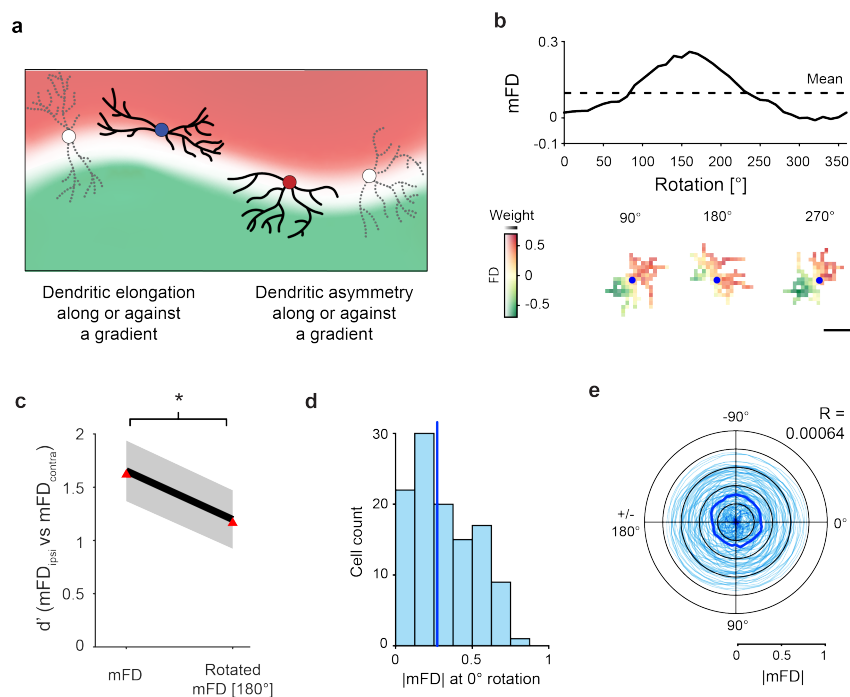 a
Dendritic elongation
along or against
a gradient
Dendritic asymmetry
along or against
a gradient
b
0.3
0
-0.1
mFD
Mean
0 50 100 150 200 250 300 350
Rotation [°]
Weight
FD
0.5
0
-0.5
90° 180° 270°
c
*
2
1.5
1
0.5
0
d’ (mFDipsi vs mFDcontra)
mFD
Rotated
mFD [180°]
d
30
20
10
0
Cell count
0 0.5 1
|mFD| at 0° rotation
e
R =
0.00064
-90°
+/-
180°
0°
90°
0 0.5 1
|mFD|